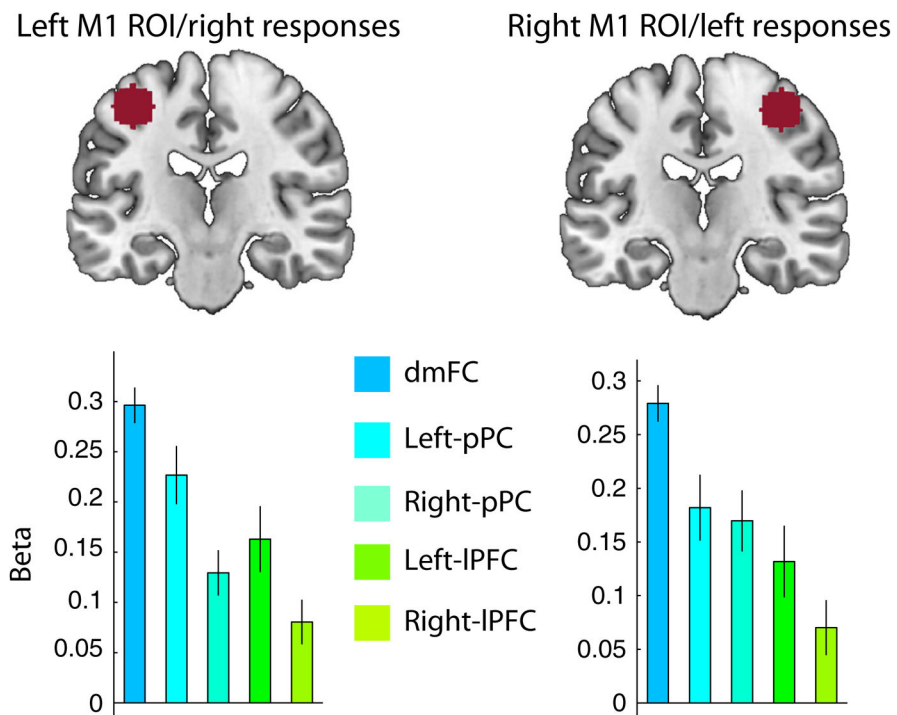 Left M1 ROI/right responses
Right M1 ROI/left responses
Beta
0.3
0.25
0.2
0.15
0.1
0.05
0
dmFC
Left-pPC
Right-pPC
Left-lPFC
Right-lPFC
0.3
0.25
0.2
0.15
0.1
0.05
0